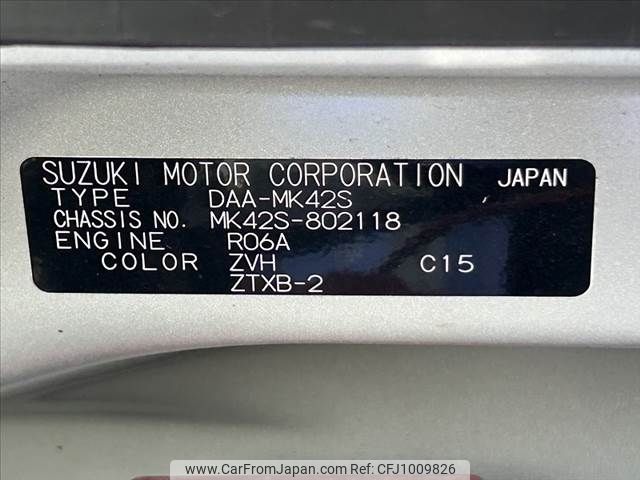 SUZUKI MOTOR CORPORATION JAPAN
TYPE DAA-MK42S
CHASSIS NO. MK42S-802118
ENGINE R06A
COLOR ZVH C15
ZTXB-2
www.CarFromJapan.com ID CFJ1009826